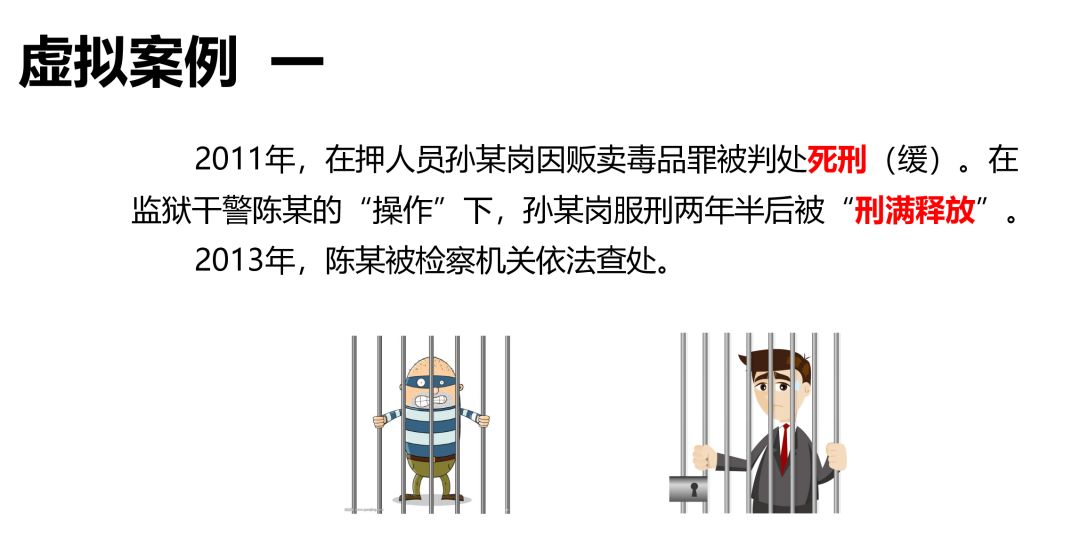 虚拟案例 一
2011年，在押人员孙某岗因贩卖毒品罪被判处死刑（缓）。在
监狱干警陈某的“操作”下，孙某岗服刑两年半后被“刑满释放”。
2013年，陈某被检察机关依法查处。